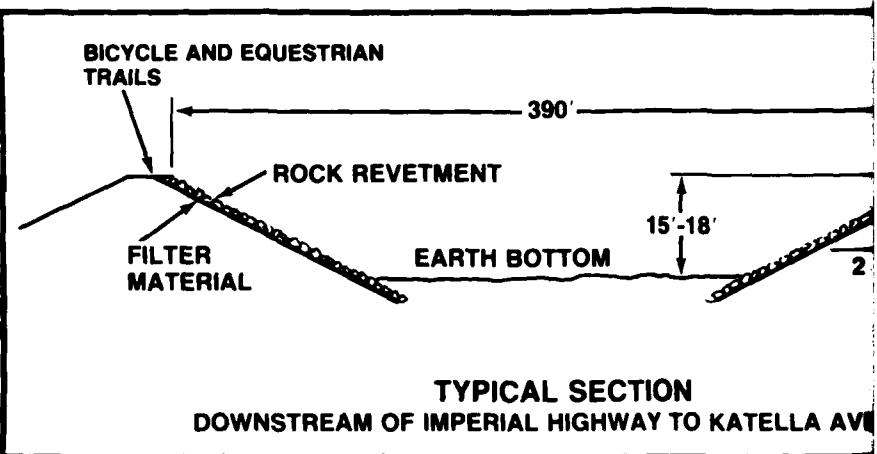 BICYCLE AND EQUESTRIAN
TRAILS
390'
ROCK REVETMENT
15'-18'
FILTER
MATERIAL
EARTH BOTTOM
2
TYPICAL SECTION
DOWNSTREAM OF IMPERIAL HIGHWAY TO KATELLA AV